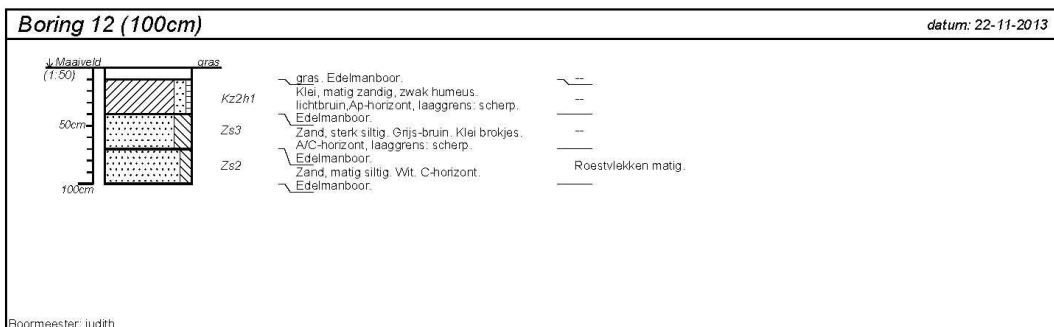 Boring 12 (100cm)
datum: 22-11-2013
↓ Maaiveld
gras
(1:50)
50cm
100cm
Kz2h1
Zs3
Zs2
gras. Edelmanboor.
Klei, matig zandig, zwak humeus.
lichtbruin,Ap-horizont, laaggrens: scherp.
Edelmanboor.
Zand, sterk siltig. Grijs-bruin. Klei brokjes.
A/C-horizont, laaggrens: scherp.
Edelmanboor.
Zand, matig siltig. Wit. C-horizont.
Edelmanboor.
--
--
--
Roestvlekken matig.
Boormeester: judith